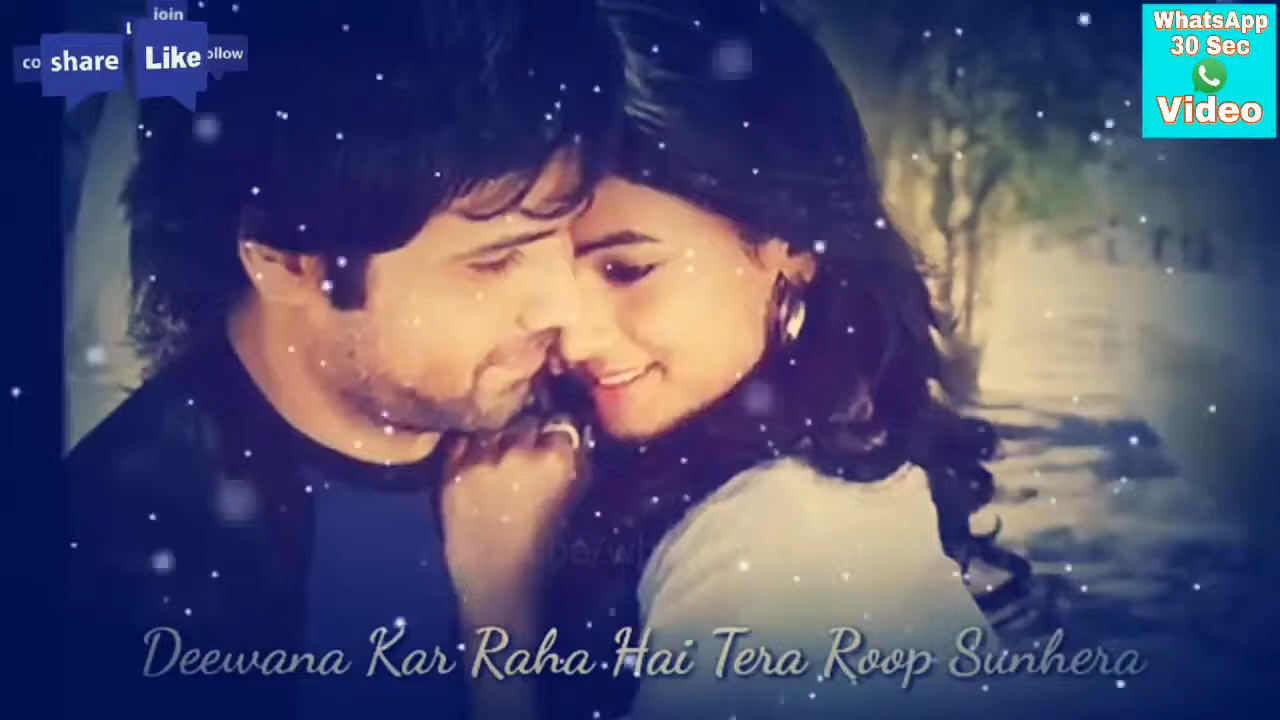 join
co share Like ollow
WhatsApp
30 Sec
Video
Deewana Kar Raha Hai Tera Roop Sunhera